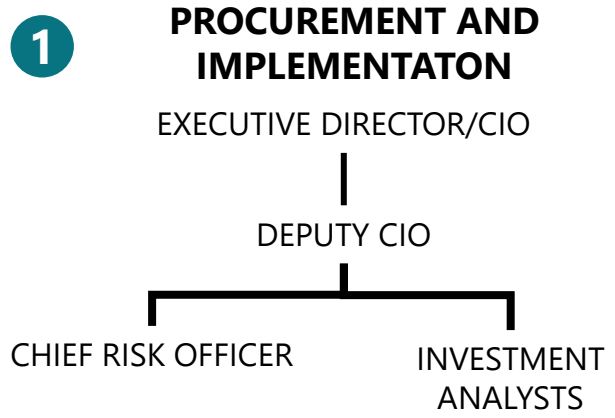 1
PROCUREMENT AND
IMPLEMENTATON
EXECUTIVE DIRECTOR/CIO
DEPUTY CIO
CHIEF RISK OFFICER
INVESTMENT
ANALYSTS